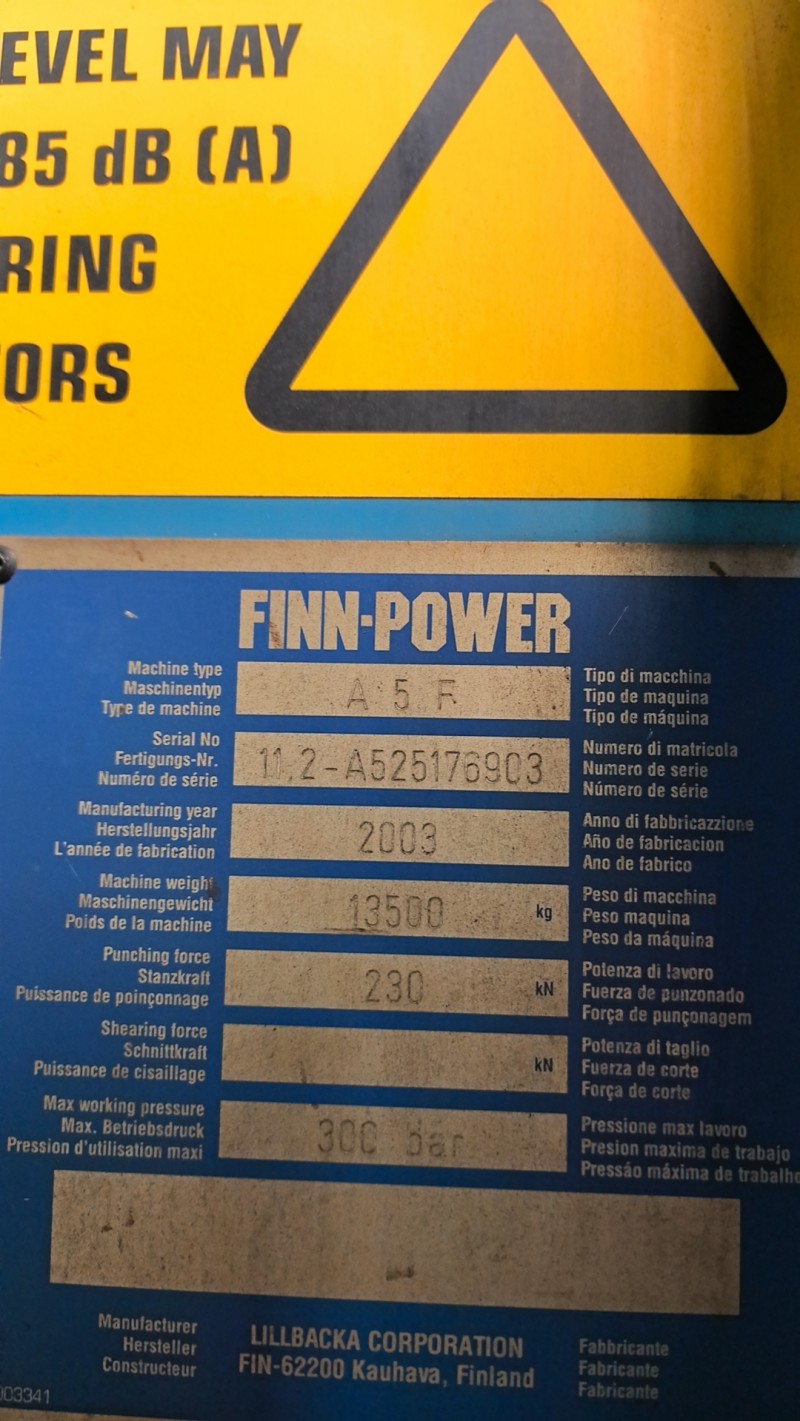 EVEL MAY
85 dB (A)
RING
ORS
FINN-POWER
Machine type
Maschinentyp
Type de machine
A 5 F
Tipo di macchina
Tipo de maquina
Tipo de máquina
Serial No
Fertigungs-Nr.
Numéro de série
11,2-A525176903
Numero di matricola
Numero de serie
Número de série
Manufacturing year
Herstellungsjahr
L'année de fabrication
2003
Anno di fabbricazzione
Año de fabricacion
Ano de fabrico
Machine weight
Maschinengewicht
Poids de la machine
13500 kg
Peso di macchina
Peso maquina
Peso da máquina
Punching force
Stanzkraft
Puissance de poinçonnage
230 kN
Potenza di lavoro
Fuerza de punzonado
Força de punçonagem
Shearing force
Schnittkraft
Puissance de cisaillage
kN
Potenza di taglio
Fuerza de corte
Força de corte
Max working pressure
Max. Betriebsdruck
Pression d'utilisation maxi
300 bar
Pressione max lavoro
Presion maxima de trabajo
Pressáo máxima de trabalho
Manufacturer
Hersteller
Constructeur
LILLBACKA CORPORATION
FIN-62200 Kauhava, Finland
Fabbricante
Fabricante
Fabricante
003341